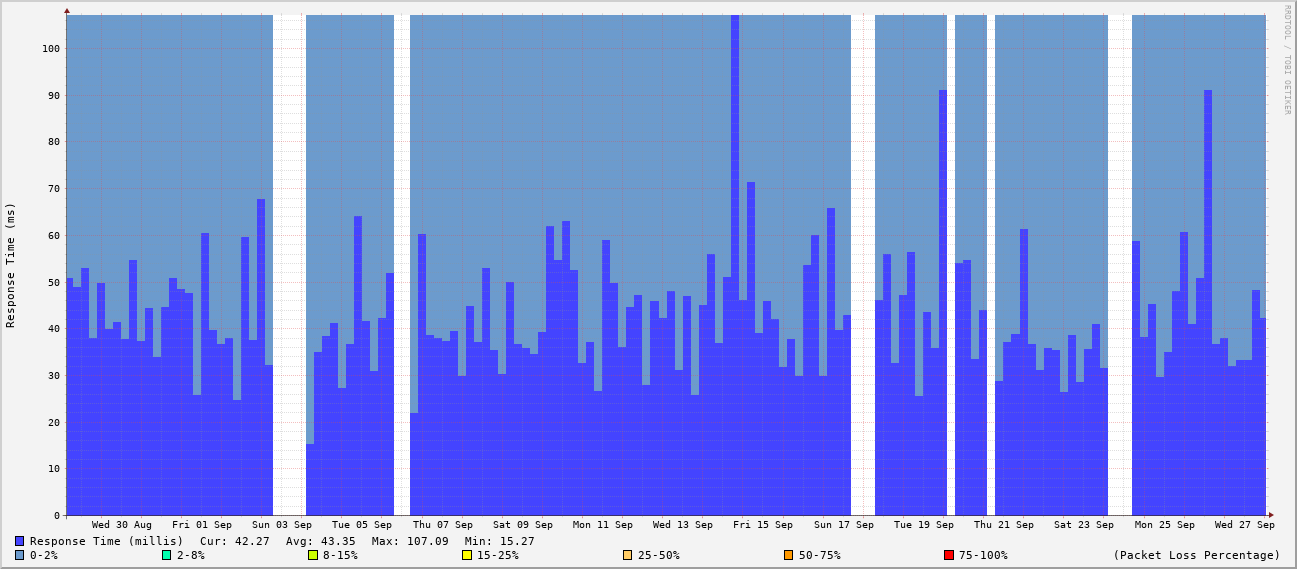 100
90
80
70
60
50
40
30
20
10
0
Response Time (ms)
RRDTOOL / TOBI OETIKER
Wed 30 Aug Fri 01 Sep Sun 03 Sep Tue 05 Sep Thu 07 Sep Sat 09 Sep Mon 11 Sep Wed 13 Sep Fri 15 Sep Sun 17 Sep Tue 19 Sep Thu 21 Sep Sat 23 Sep Mon 25 Sep Wed 27 Sep
Response Time (millis) Cur: 42.27 Avg: 43.35 Max: 107.09 Min: 15.27
0-2% 2-8% 8-15% 15-25% 25-50% 50-75% 75-100% (Packet Loss Percentage)